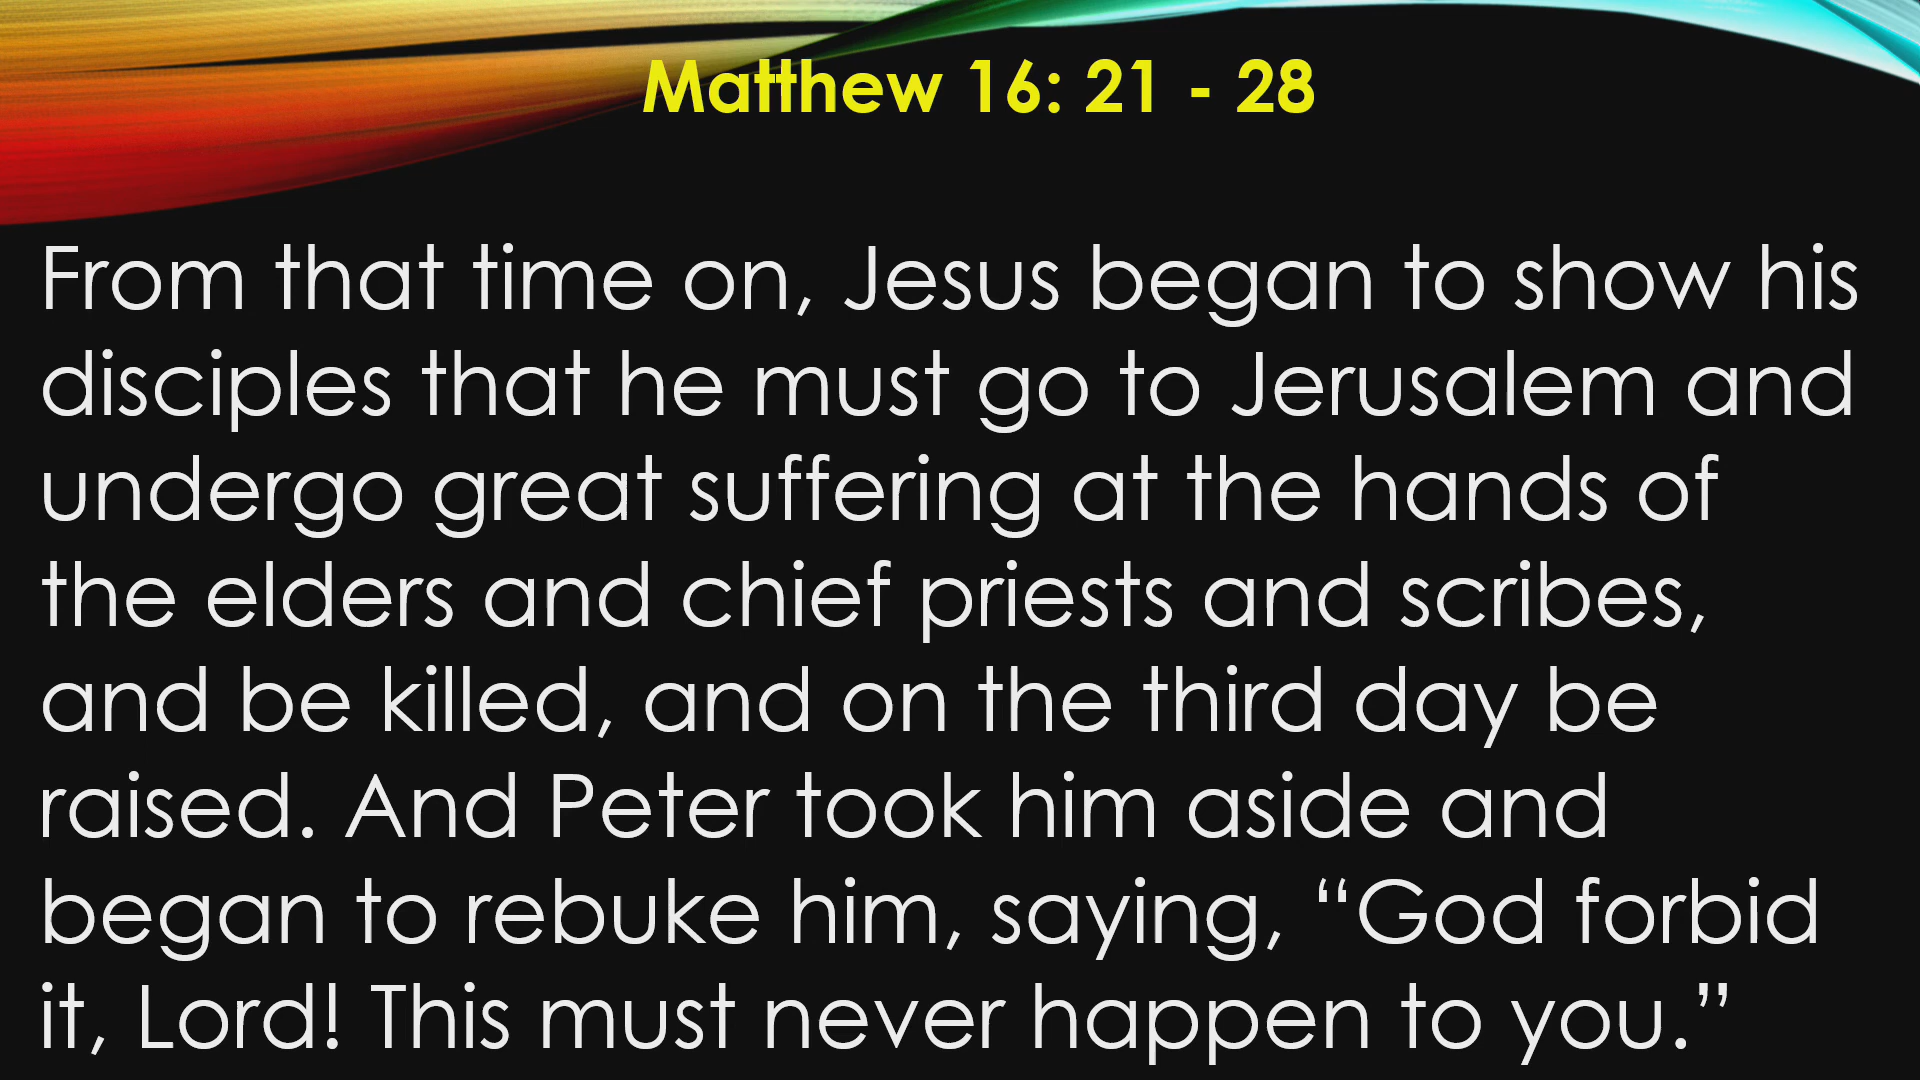 Matthew 16: 21 - 28
From that time on, Jesus began to show his
disciples that he must go to Jerusalem and
undergo great suffering at the hands of
the elders and chief priests and scribes,
and be killed, and on the third day be
raised. And Peter took him aside and
began to rebuke him, saying, “God forbid
it, Lord! This must never happen to you.”